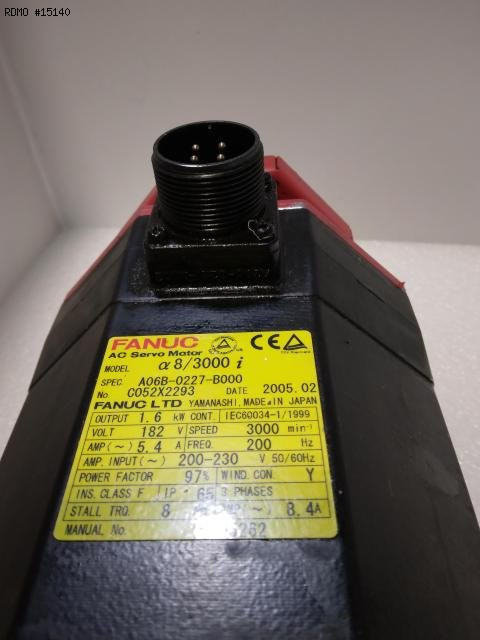 RDMO #15140
FANUC
AC Servo Motor
MODEL α8/3000 i
SPEC. A06B-0227-B000
No. C052X2293 DATE 2005.02
FANUC LTD YAMANASHI, MADE IN JAPAN
OUTPUT 1.6 kW CONT. IEC60034-1/1999
VOLT 182 V SPEED 3000 min⁻¹
AMP(~) 5.4 A FREQ. 200 Hz
AMP. INPUT(~) 200-230 V 50/60Hz
POWER FACTOR 97% WIND. CON. Y
INS. CLASS F IP 65 3 PHASES
STALL TRQ. 8 (~) 8.4A
MANUAL No.